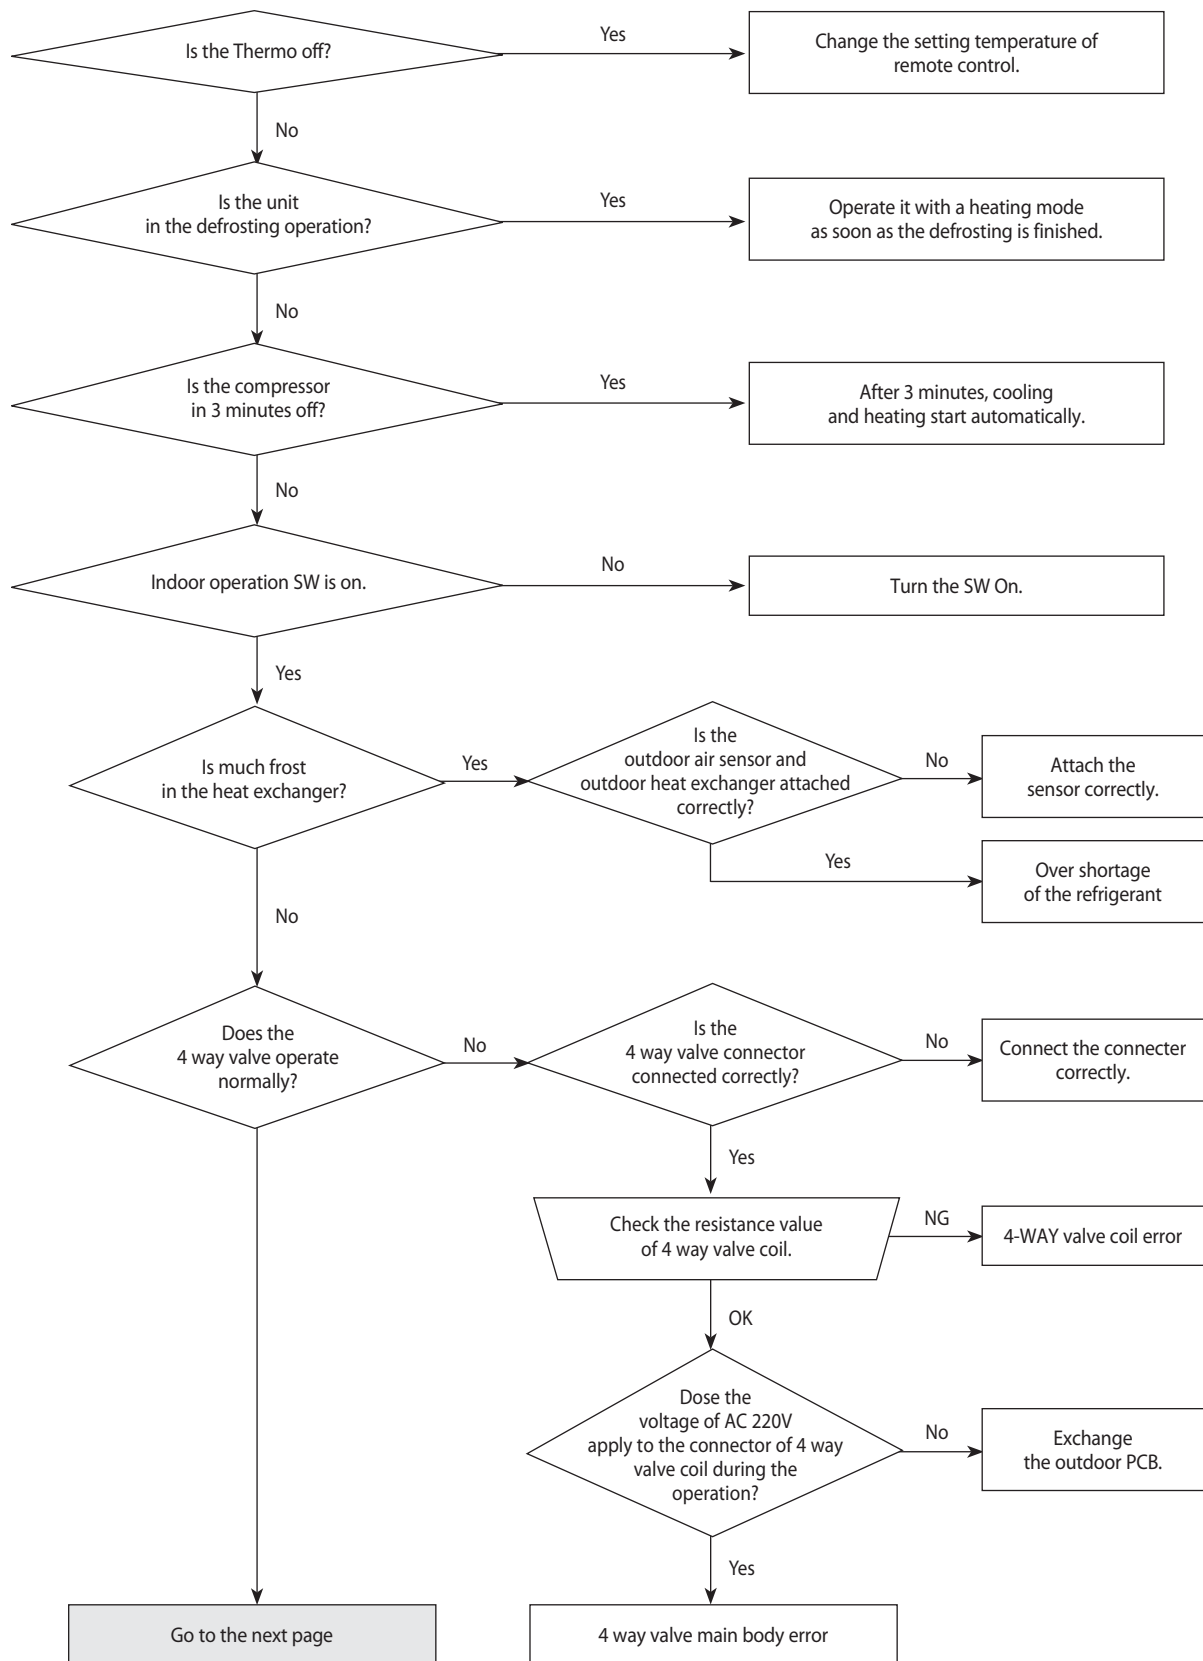 Is the Thermo off?
Yes
Change the setting temperature of
remote control.
No
Is the unit
in the defrosting operation?
Yes
Operate it with a heating mode
as soon as the defrosting is finished.
No
Is the compressor
in 3 minutes off?
Yes
After 3 minutes, cooling
and heating start automatically.
No
Indoor operation SW is on.
No
Turn the SW On.
Yes
Is much frost
in the heat exchanger?
Yes
Is the
outdoor air sensor and
outdoor heat exchanger attached
correctly?
No
Attach the
sensor correctly.
Yes
Over shortage
of the refrigerant
No
Does the
4 way valve operate
normally?
No
Is the
4 way valve connector
connected correctly?
No
Connect the connecter
correctly.
Yes
Check the resistance value
of 4 way valve coil.
NG
4-WAY valve coil error
OK
Dose the
voltage of AC 220V
apply to the connector of 4 way
valve coil during the
operation?
No
Exchange
the outdoor PCB.
Yes
Go to the next page
4 way valve main body error